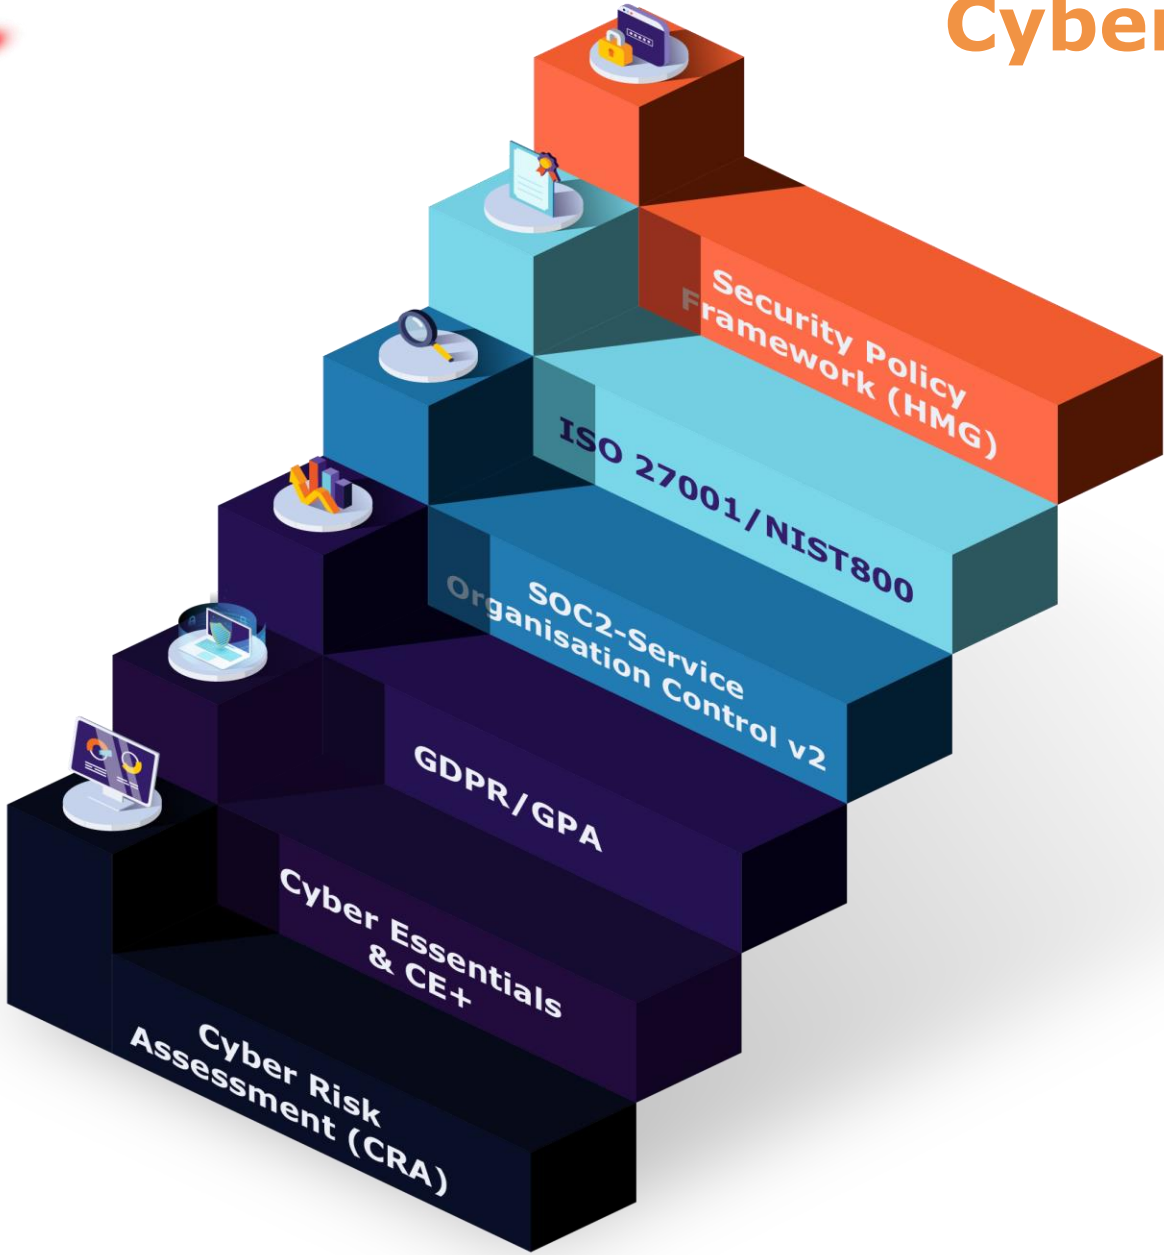 Cyber
Security Policy
Framework (HMG)
ISO 27001/NIST800
SOC2-Service
Organisation Control v2
GDPR/GPA
Cyber Essentials
& CE+
Cyber Risk
Assessment (CRA)